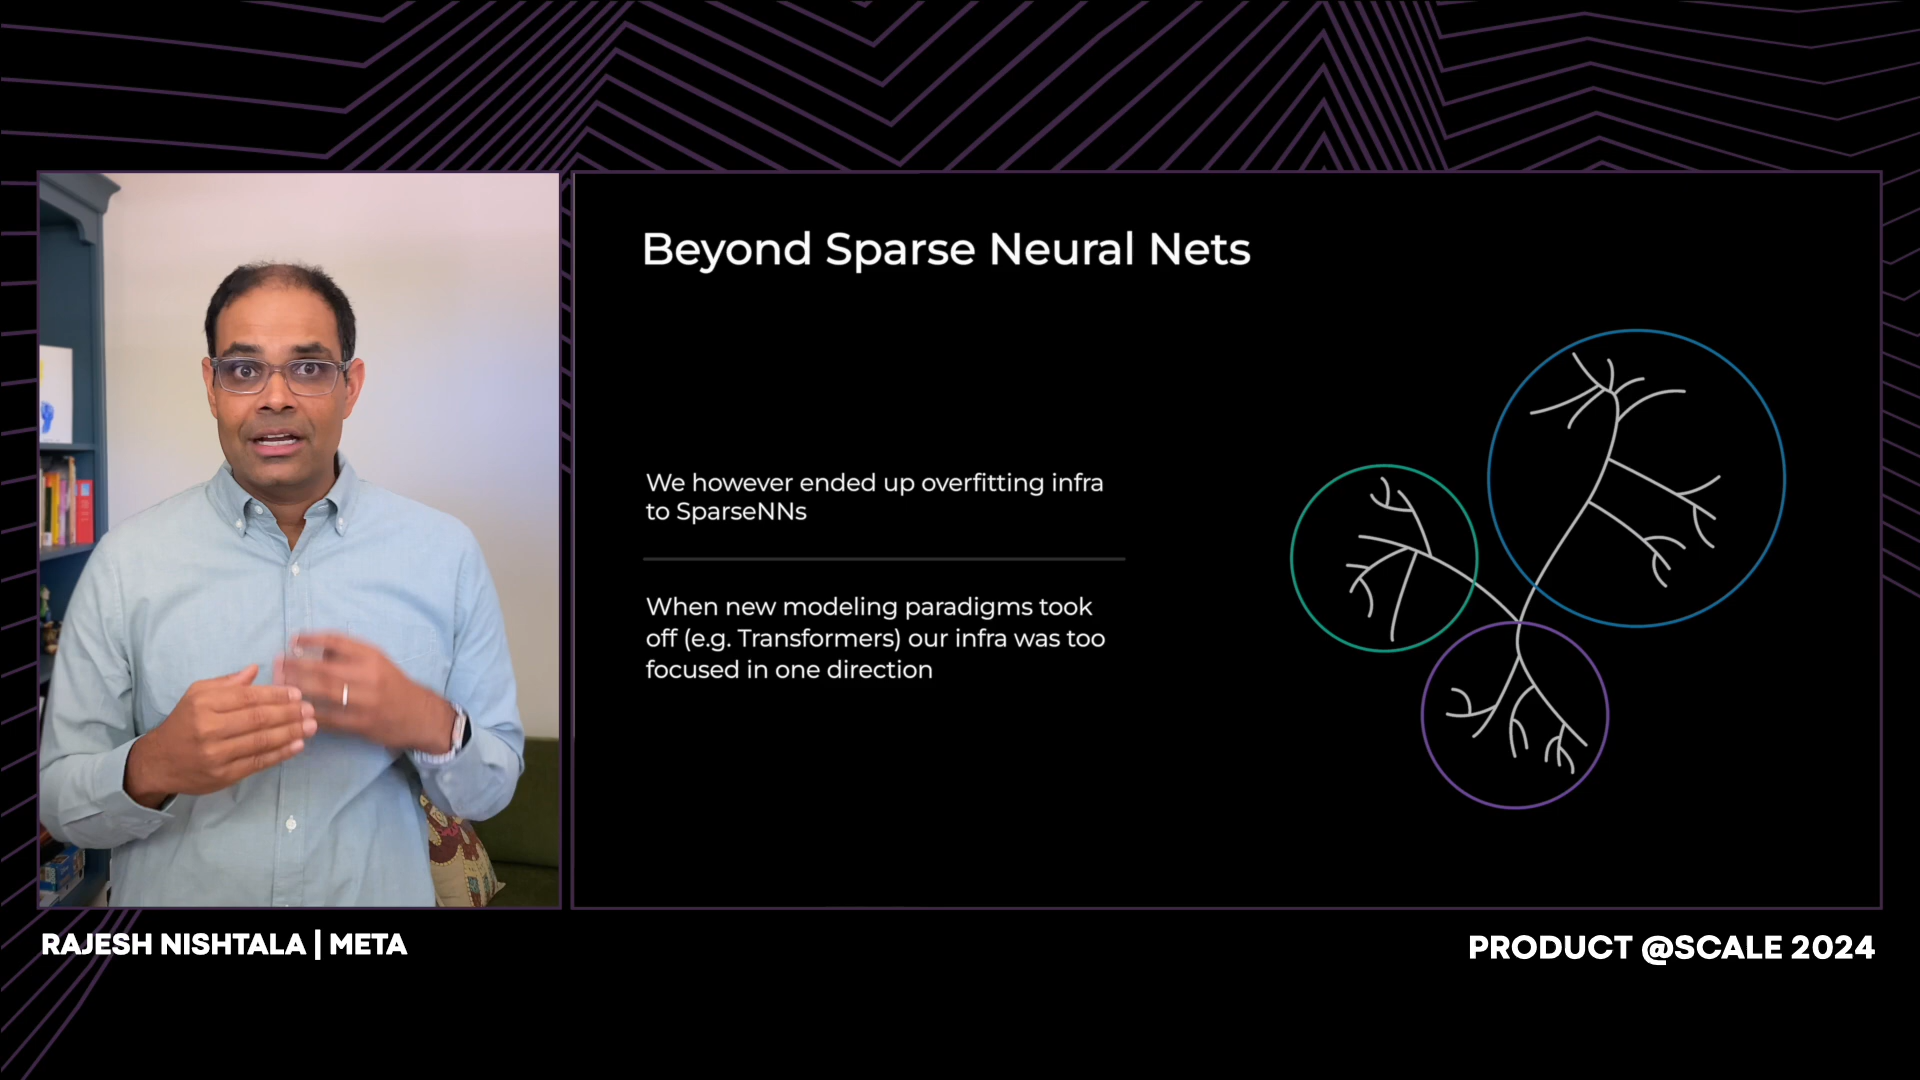 Beyond Sparse Neural Nets
We however ended up overfitting infra
to SparseNNs
When new modeling paradigms took
off (e.g. Transformers) our infra was too
focused in one direction
RAJESH NISHTALA | META
PRODUCT @SCALE 2024